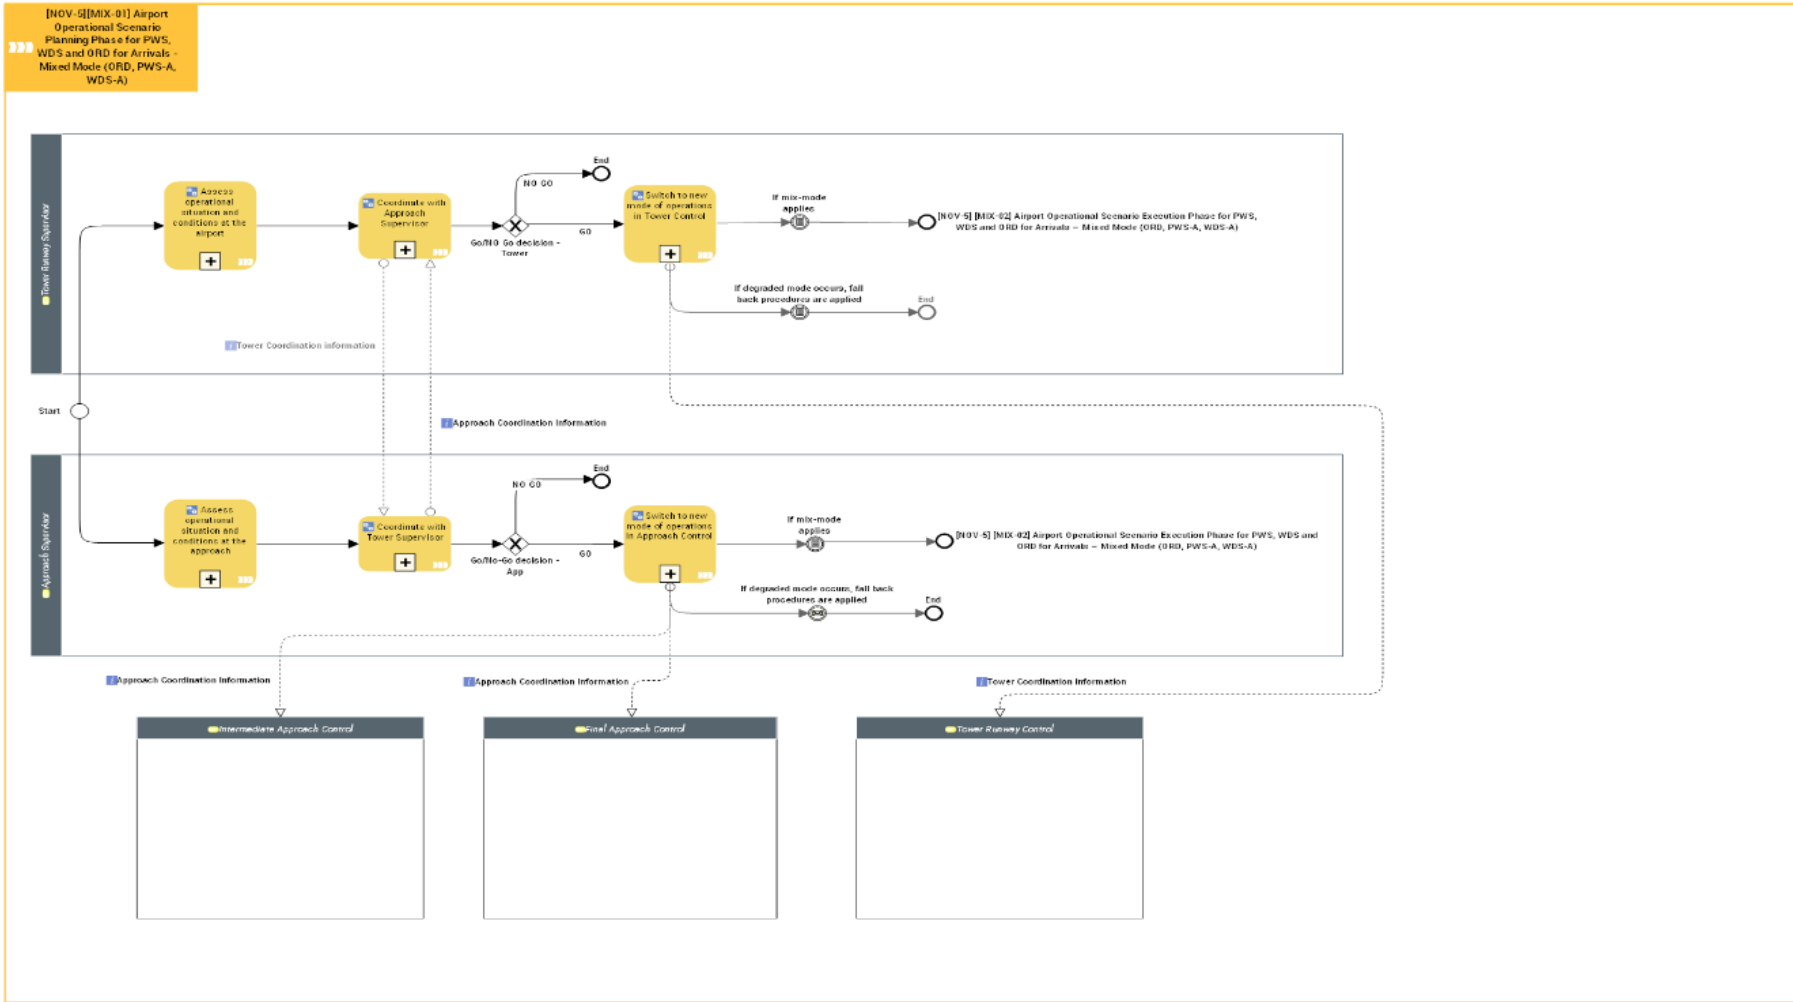 [NOV-5][MIX-01] Airport
Operational Scenario
Planning Phase for PWS,
WDS and ORD for Arrivals –
Mixed Mode (ORD, PWS-A,
WDS-A)
Tower Runway Supervisor
Assess
operational
situation and
conditions at the
airport
Coordinate with
Approach
Supervisor
Go/NO Go decision –
Tower
NO GO
End
GO
Switch to new
mode of operations
in Tower Control
If mix-mode
applies
[NOV-5] [MIX-02] Airport Operational Scenario Execution Phase for PWS,
WDS and ORD for Arrivals – Mixed Mode (ORD, PWS-A, WDS-A)
If degraded mode occurs, fall
back procedures are applied
End
Tower Coordination information
Start
Approach Coordination Information
Approach Supervisor
Assess
operational
situation and
conditions at the
approach
Coordinate with
Tower Supervisor
Go/No-Go decision –
App
NO GO
End
GO
Switch to new
mode of operations
in Approach Control
If mix-mode
applies
[NOV-5] [MIX-02] Airport Operational Scenario Execution Phase for PWS, WDS and
ORD for Arrivals – Mixed Mode (ORD, PWS-A, WDS-A)
If degraded mode occurs, fall back
procedures are applied
End
Approach Coordination Information
Approach Coordination Information
Tower Coordination Information
Intermediate Approach Control
Final Approach Control
Tower Runway Control